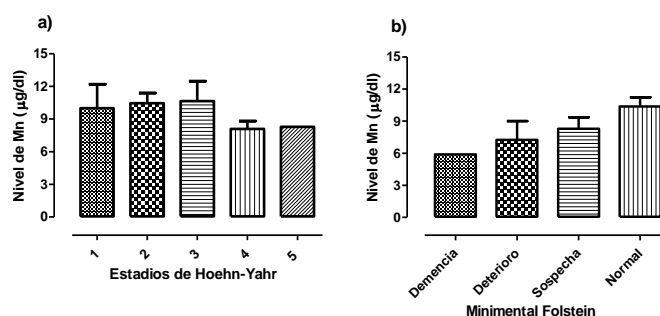 a)
Nivel de Mn (µg/dl)
15
12
9
6
3
0
1
2
3
4
5
Estadios de Hoehn-Yahr
b)
Nivel de Mn (µg/dl)
15
12
9
6
3
0
Demencia
Deterioro
Sospecha
Normal
Minimental Folstein